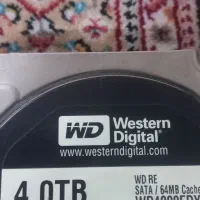 WD Western
Digital®
www.westerndigital.com
4.0TB
WD RE
SATA / 64MB Cache